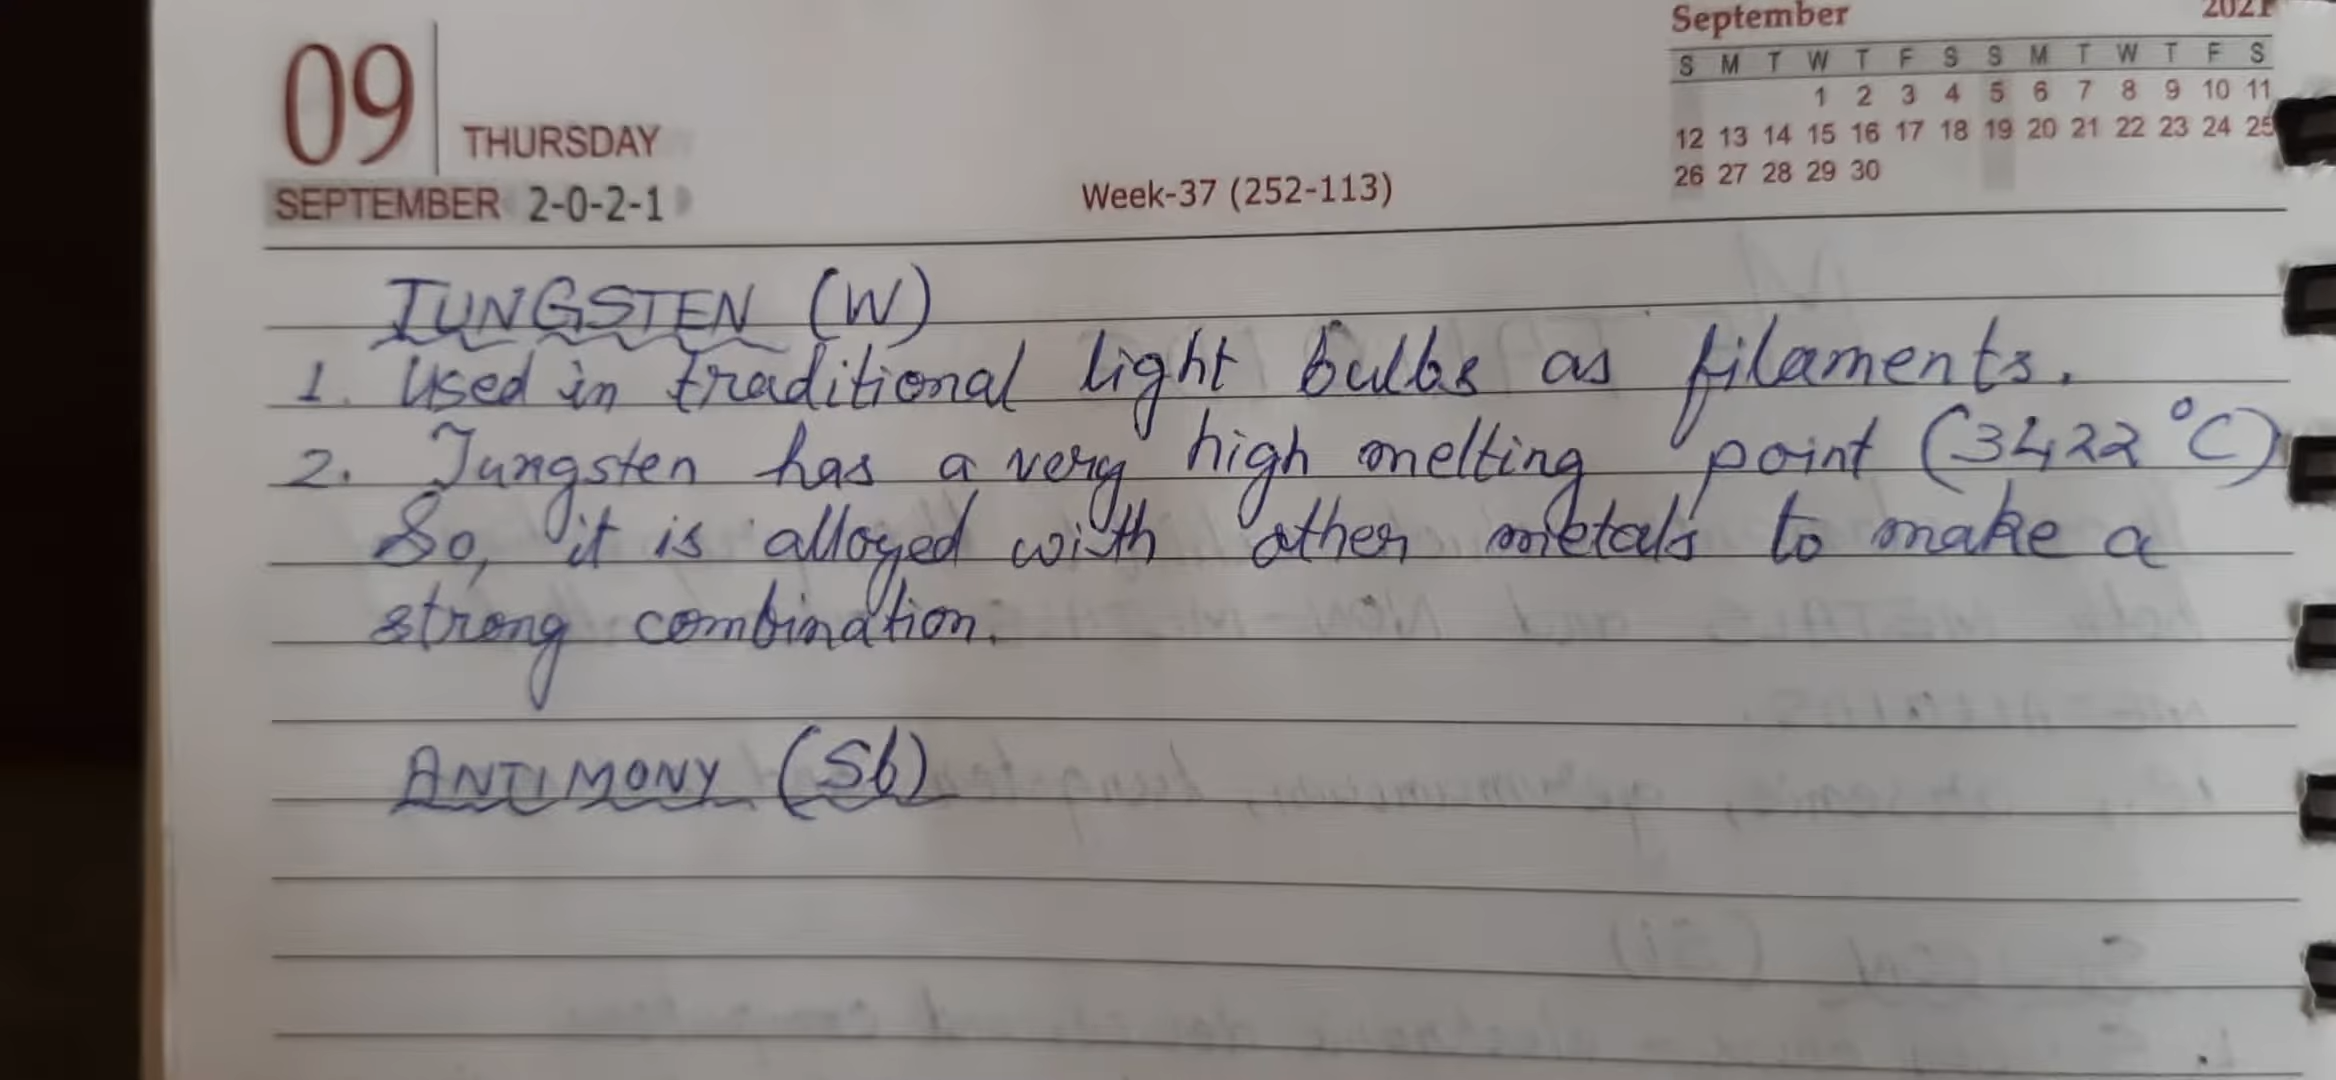 09
THURSDAY
SEPTEMBER 2-0-2-1
Week-37 (252-113)
September 2021
S M T W T F S S M T W T F S
1 2 3 4 5 6 7 8 9 10 11
12 13 14 15 16 17 18 19 20 21 22 23 24 25
26 27 28 29 30
TUNGSTEN (W)
1. Used in traditional light bulbs as filaments.
2. Tungsten has a very high melting point (3422°C)
So, it is alloyed with other metals to make a
strong combination.
ANTIMONY (Sb)